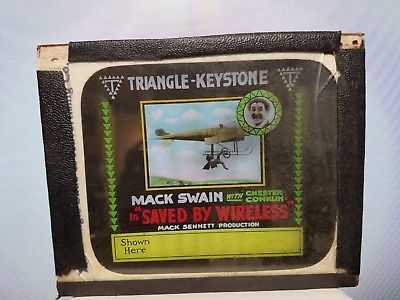 TRIANGLE-KEYSTONE
MACK SWAIN WITH CHESTER CONKLIN
In "SAVED BY WIRELESS"
MACK SENNETT PRODUCTION
Shown
Here